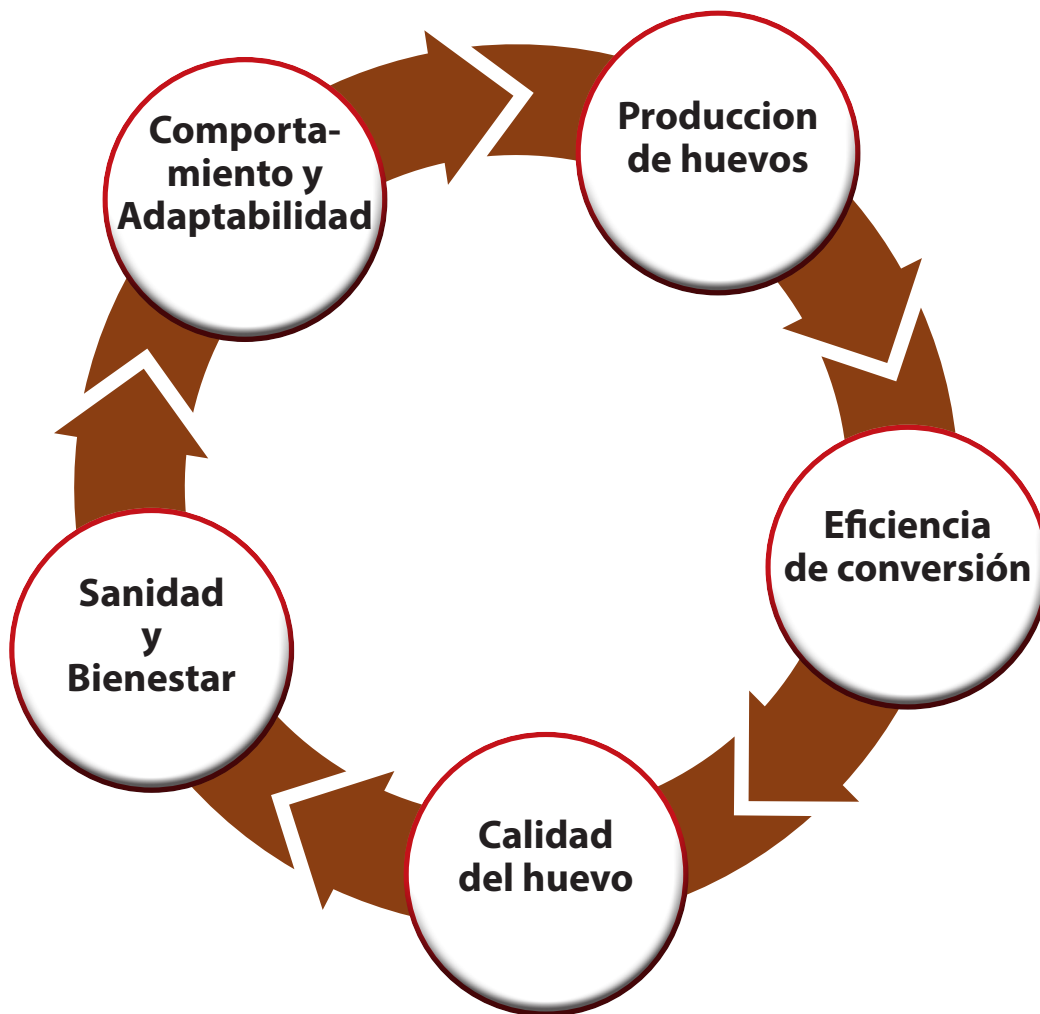 Comporta-
miento y
Adaptabilidad
Produccion
de huevos
Eficiencia
de conversión
Calidad
del huevo
Sanidad
y
Bienestar